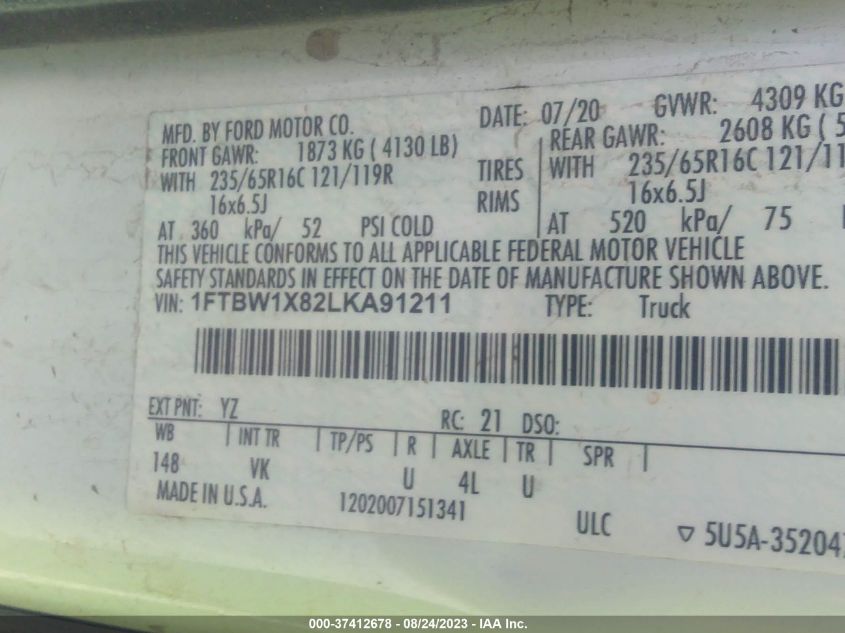 MFD. BY FORD MOTOR CO. DATE: 07/20 GVWR: 4309 KG
FRONT GAWR: 1873 KG ( 4130 LB) REAR GAWR: 2608 KG ( 5
WITH 235/65R16C 121/119R TIRES WITH 235/65R16C 121/11
16x6.5J RIMS 16x6.5J
AT 360 kPa/ 52 PSI COLD AT 520 kPa/ 75
THIS VEHICLE CONFORMS TO ALL APPLICABLE FEDERAL MOTOR VEHICLE
SAFETY STANDARDS IN EFFECT ON THE DATE OF MANUFACTURE SHOWN ABOVE.
VIN: 1FTBW1X82LKA91211 TYPE: Truck
EXT PNT: YZ RC: 21 DSO:
WB INT TR TP/PS R AXLE TR SPR
148 VK U 4L U
MADE IN U.S.A. 1202007151341 ULC ▽ 5U5A-35204
000-37412678 - 08/24/2023 - IAA Inc.